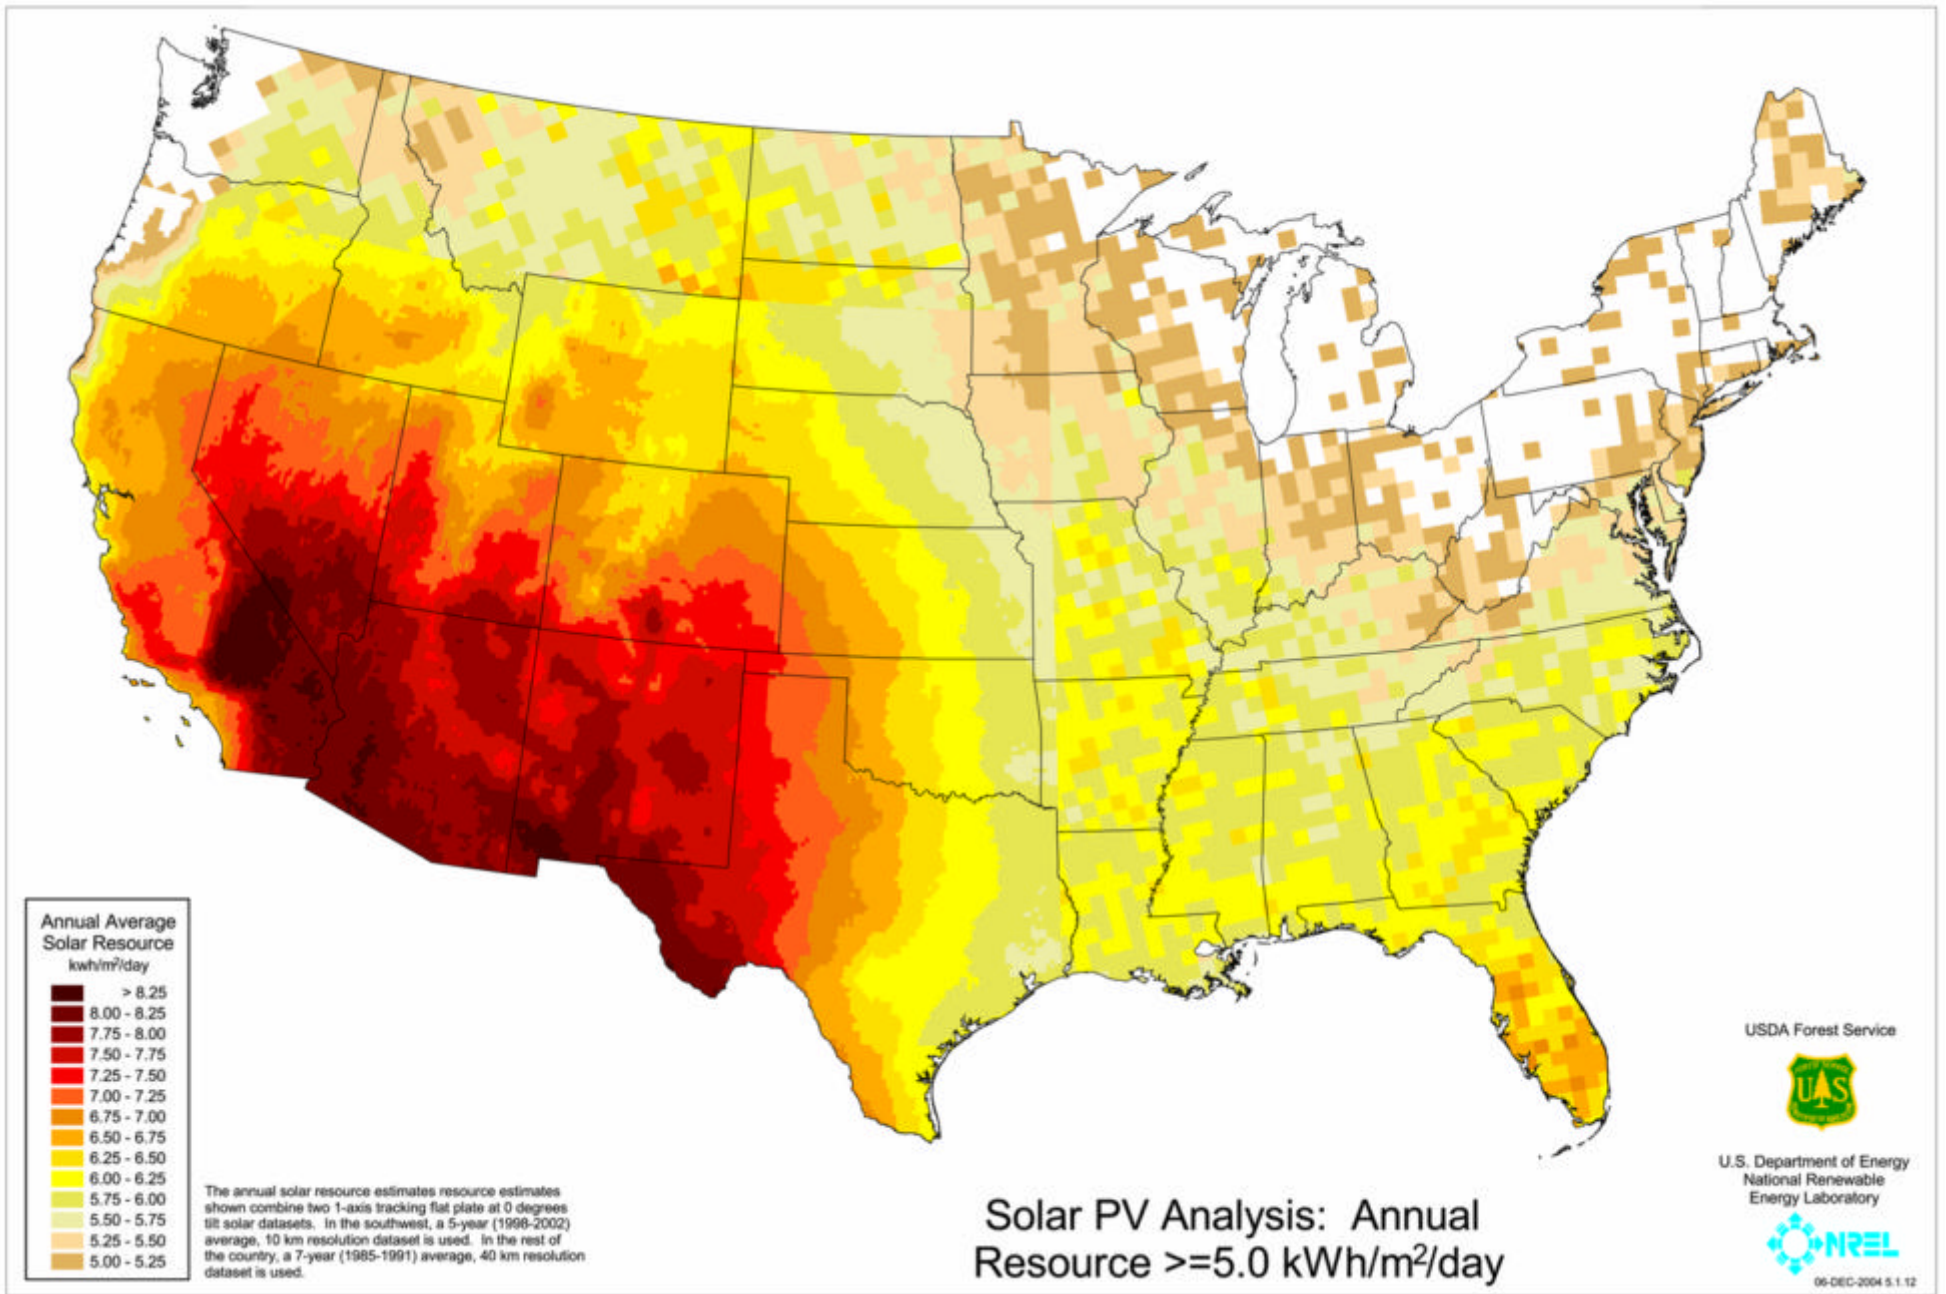 Annual Average
Solar Resource
kwh/m²/day
> 8.25
8.00 - 8.25
7.75 - 8.00
7.50 - 7.75
7.25 - 7.50
7.00 - 7.25
6.75 - 7.00
6.50 - 6.75
6.25 - 6.50
6.00 - 6.25
5.75 - 6.00
5.50 - 5.75
5.25 - 5.50
5.00 - 5.25
The annual solar resource estimates resource estimates
shown combine two 1-axis tracking flat plate at 0 degrees
tilt solar datasets. In the southwest, a 5-year (1998-2002)
average, 10 km resolution dataset is used. In the rest of
the country, a 7-year (1985-1991) average, 40 km resolution
dataset is used.
Solar PV Analysis: Annual
Resource >=5.0 kWh/m²/day
USDA Forest Service
UAS
U.S. Department of Energy
National Renewable
Energy Laboratory
NREL
06-DEC-2004 5.1.12